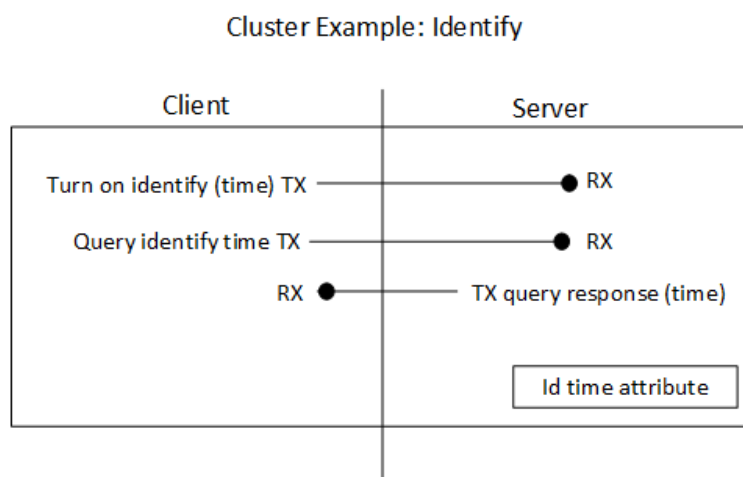 Cluster Example: Identify
Client
Server
Turn on identify (time) TX
RX
Query identify time TX
RX
RX
TX query response (time)
Id time attribute